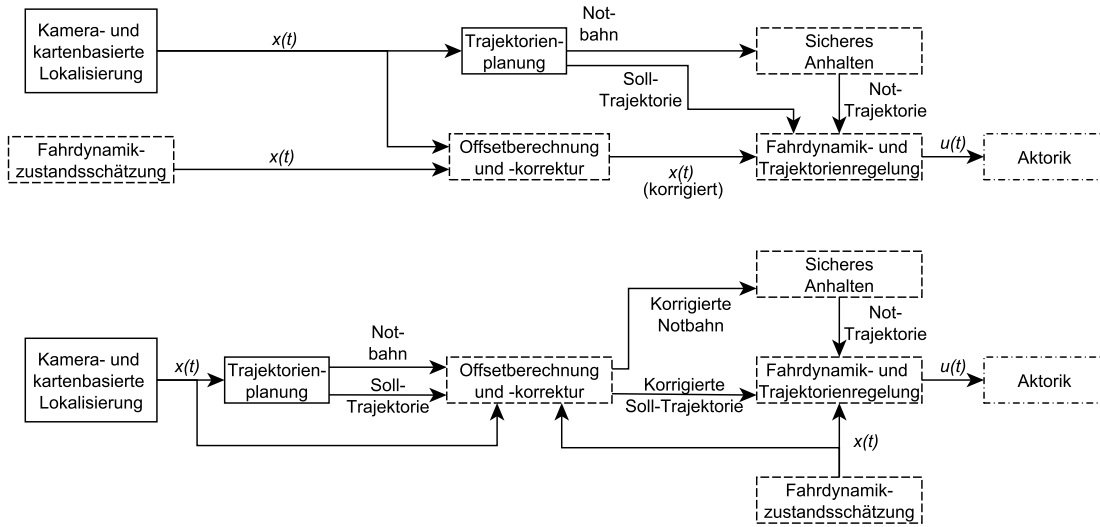 Kamera- und
kartenbasierte
Lokalisierung
x(t)
Trajektorien-
planung
Not-
bahn
Soll-
Trajektorie
Sicheres
Anhalten
Not-
Trajektorie
Fahrdynamik-
zustandsschätzung
x(t)
Offsetberechnung
und -korrektur
x(t)
(korrigiert)
Fahrdynamik- und
Trajektorienregelung
u(t)
Aktorik
Sicheres
Anhalten
Korrigierte
Notbahn
Not-
Trajektorie
Kamera- und
kartenbasierte
Lokalisierung
x(t)
Trajektorien-
planung
Not-
bahn
Soll-
Trajektorie
Offsetberechnung
und -korrektur
Korrigierte
Soll-Trajektorie
Fahrdynamik- und
Trajektorienregelung
u(t)
Aktorik
x(t)
Fahrdynamik-
zustandsschätzung